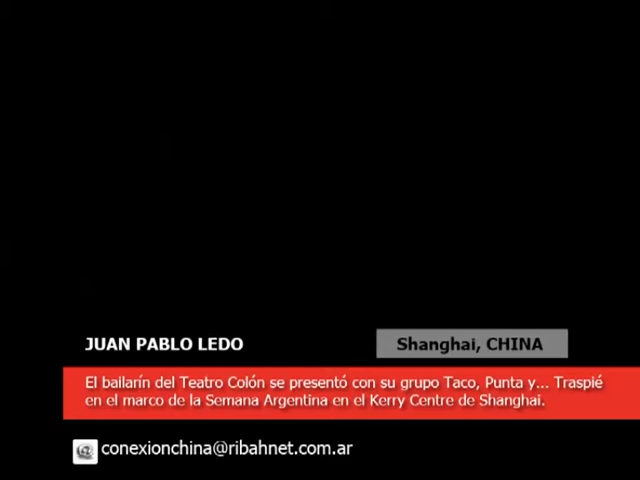 JUAN PABLO LEDO
Shanghai, CHINA
El bailarín del Teatro Colón se presentó con su grupo Taco, Punta y... Traspié
en el marco de la Semana Argentina en el Kerry Centre de Shanghai.
conexionchina@ribahnet.com.ar